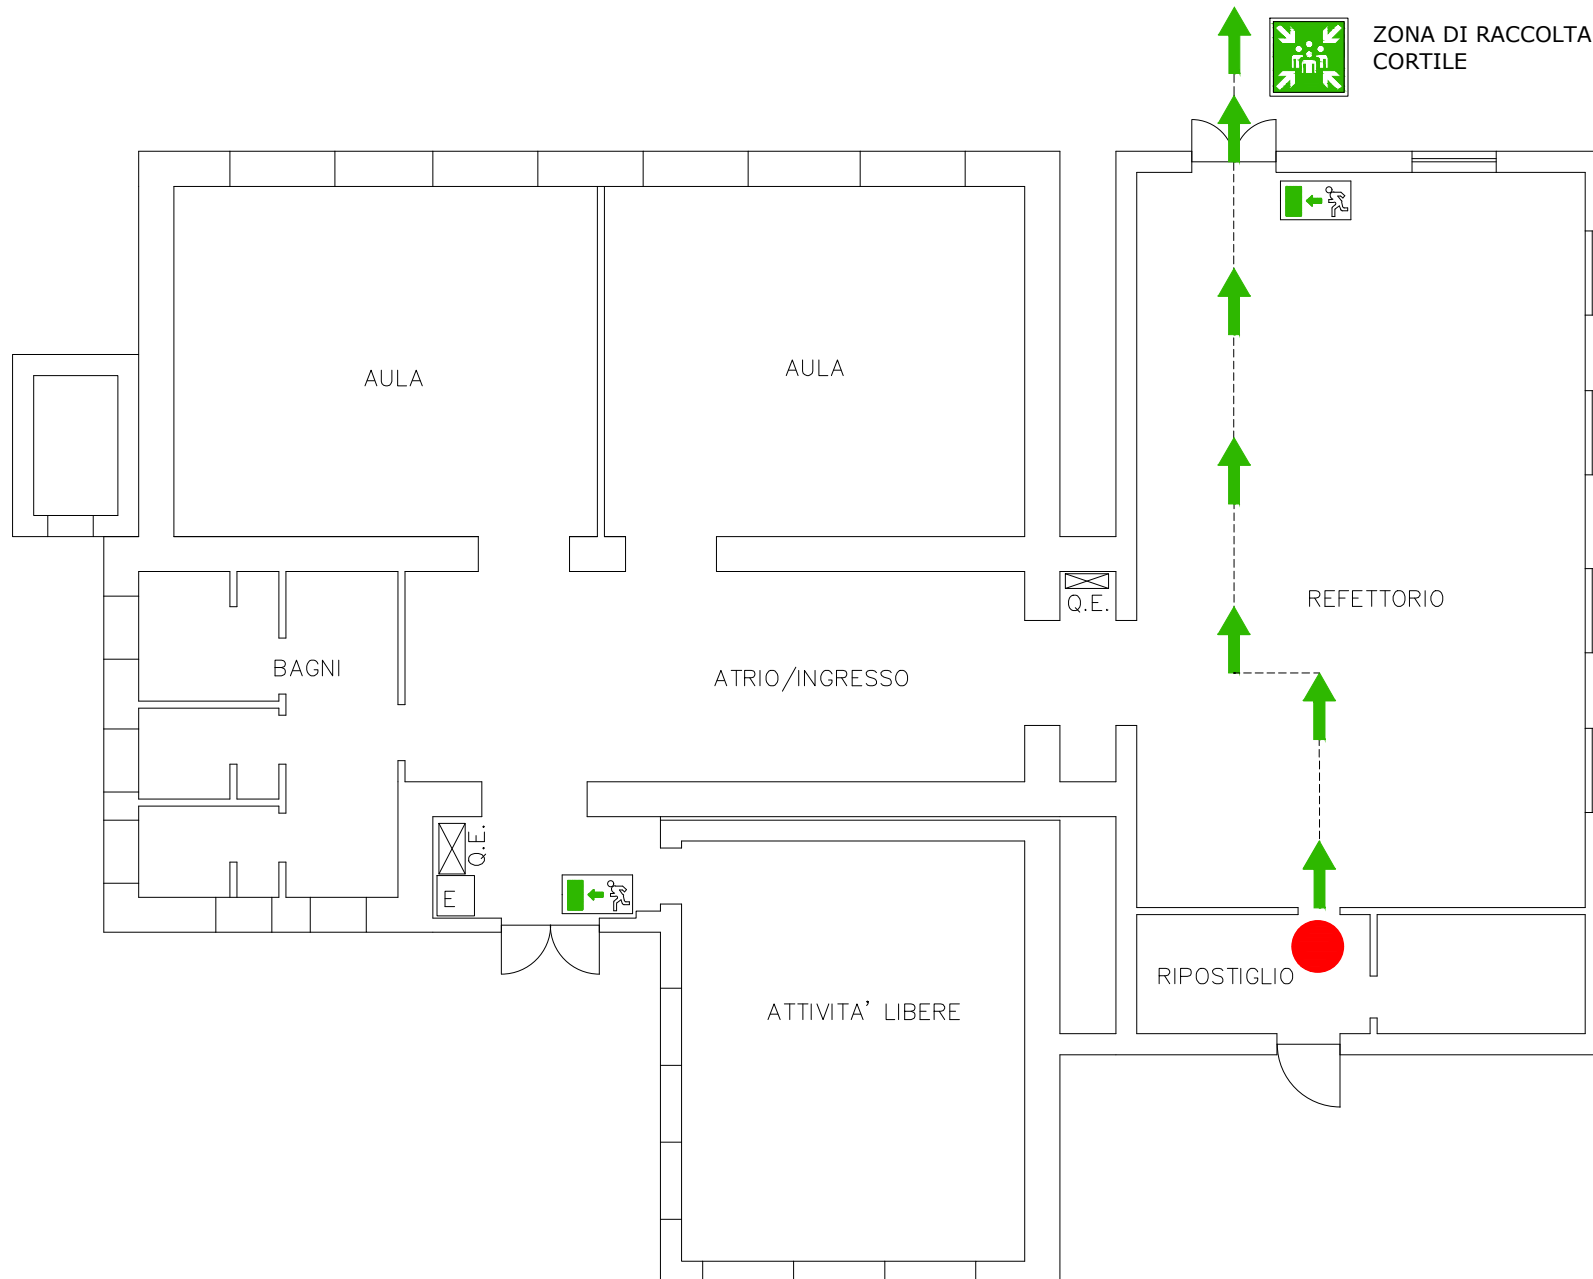 ZONA DI RACCOLTA
CORTILE
AULA
AULA
Q.E.
REFETTORIO
BAGNI
ATRIO/INGRESSO
Q.E.
E
RIPOSTIGLIO
ATTIVITA' LIBERE